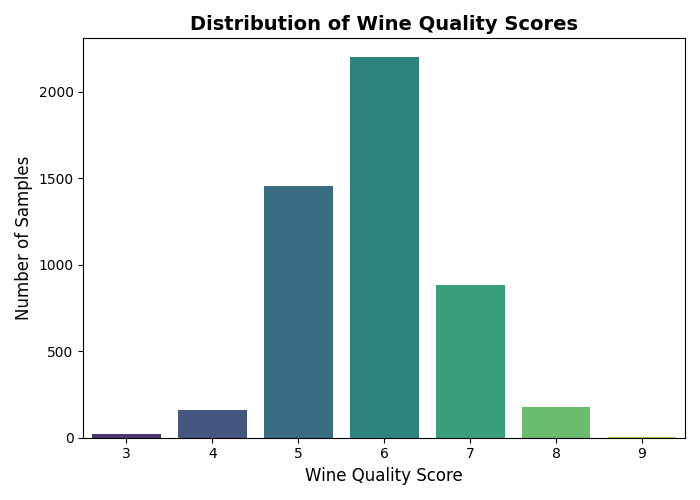 Distribution of Wine Quality Scores
Number of Samples
2000
1500
1000
500
0
3 4 5 6 7 8 9
Wine Quality Score